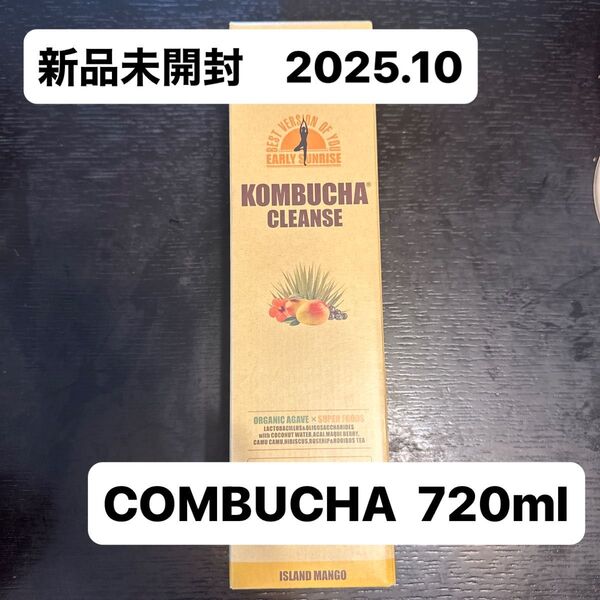 新品未開封　2025.10
BEST VERSION OF YOU
EARLY SUNRISE
KOMBUCHA®
CLEANSE
ORGANIC AGAVE × SUPER FOODS
LACTOBACILLUS&OLIGOSACCHARIDES
with COCONUT WATER,ACAI,MAQUI BERRY,
CAMU CAMU,HIBISCUS,ROSEHIP&ROOIBOS TEA
COMBUCHA 720ml
ISLAND MANGO